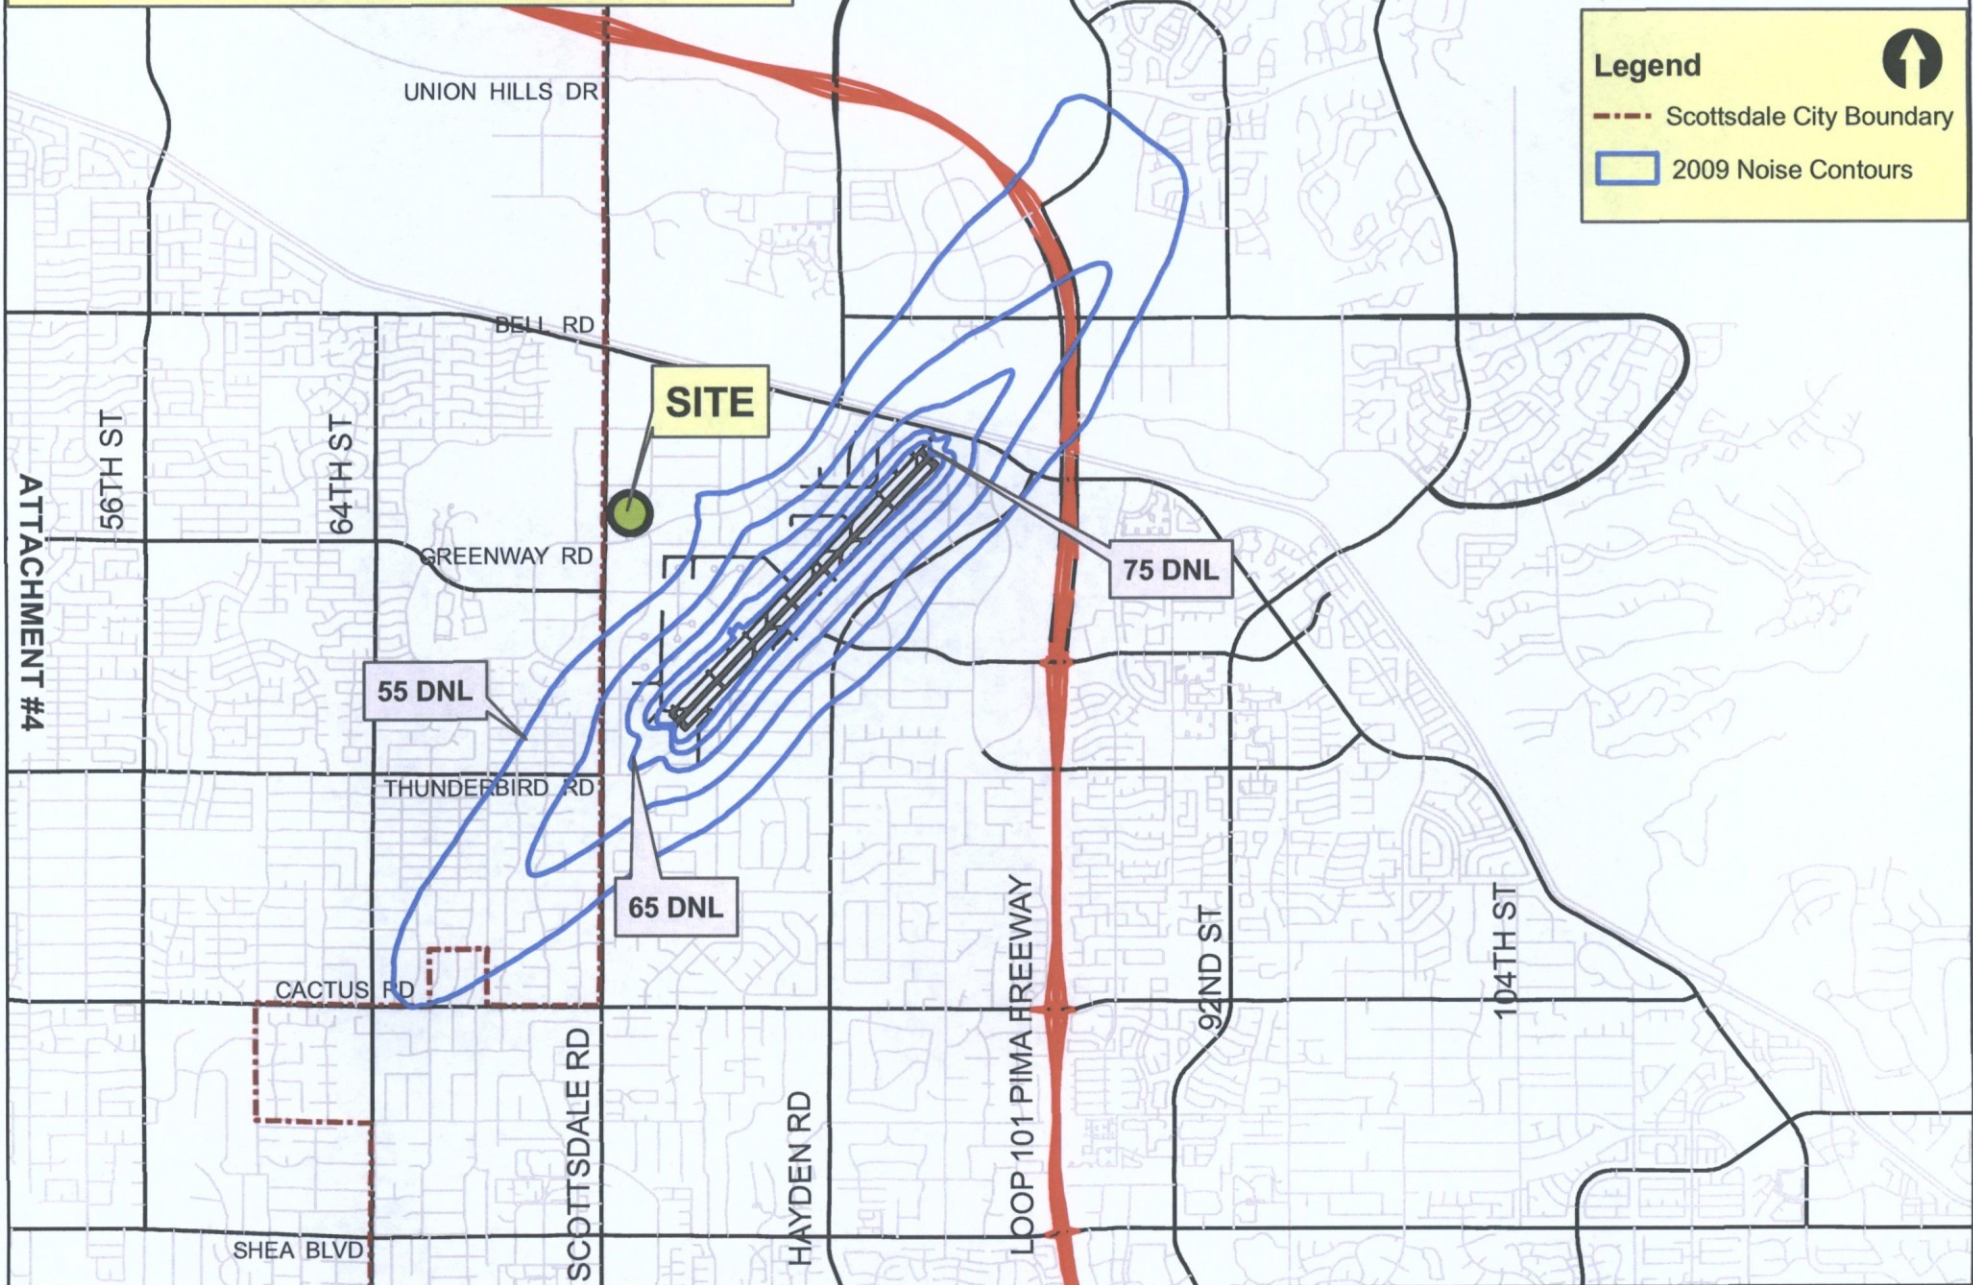 Legend
Scottsdale City Boundary
2009 Noise Contours
UNION HILLS DR
BELL RD
SITE
56TH ST
64TH ST
ATTACHMENT #4
GREENWAY RD
75 DNL
55 DNL
THUNDERBIRD RD
65 DNL
CACTUS RD
SCOTTSDALE RD
HAYDEN RD
LOOP 101 PIMA FREEWAY
92ND ST
104TH ST
SHEA BLVD